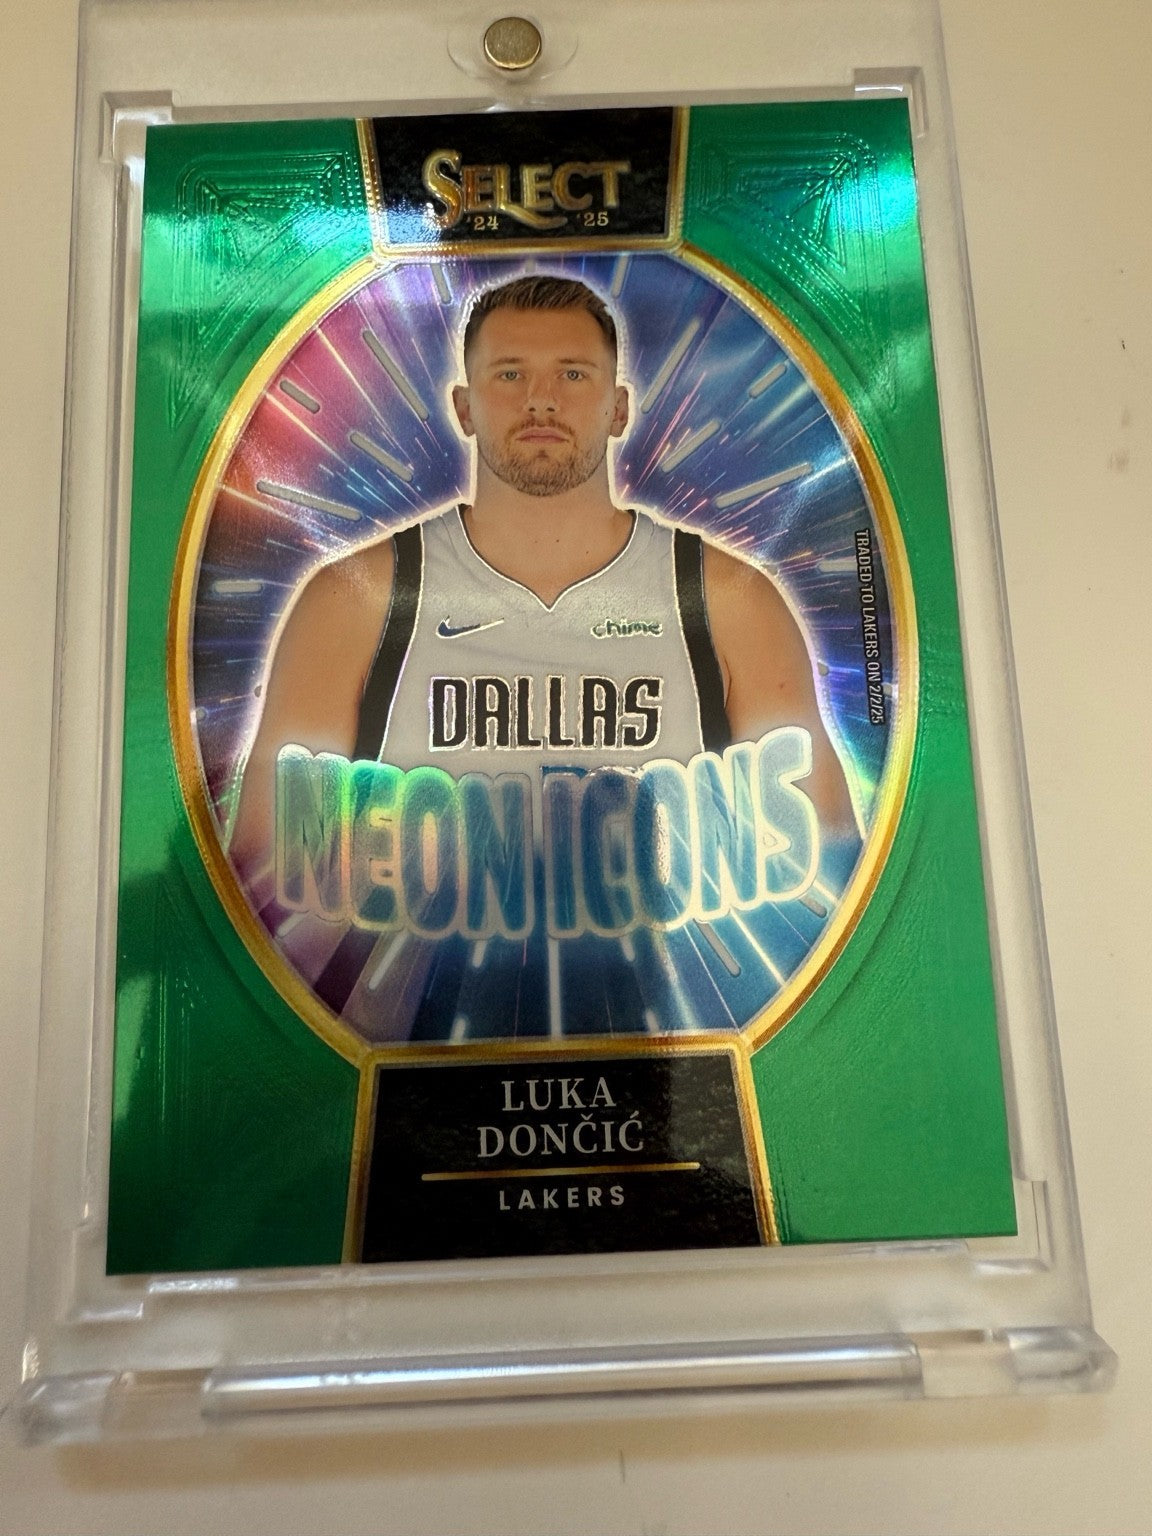 SELECT
'24 '25
TRADED TO LAKERS ON 2/2/25
chime
DALLAS
NEON ICONS
LUKA
DONČIĆ
LAKERS